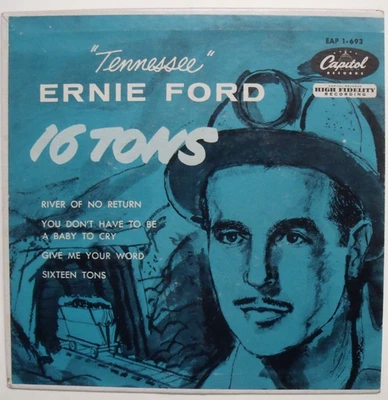 EAP 1-693
"Tennessee"
ERNIE FORD
Capitol
RECORDS
HIGH FIDELITY
RECORDING
16 TONS
RIVER OF NO RETURN
YOU DON'T HAVE TO BE
A BABY TO CRY
GIVE ME YOUR WORD
SIXTEEN TONS